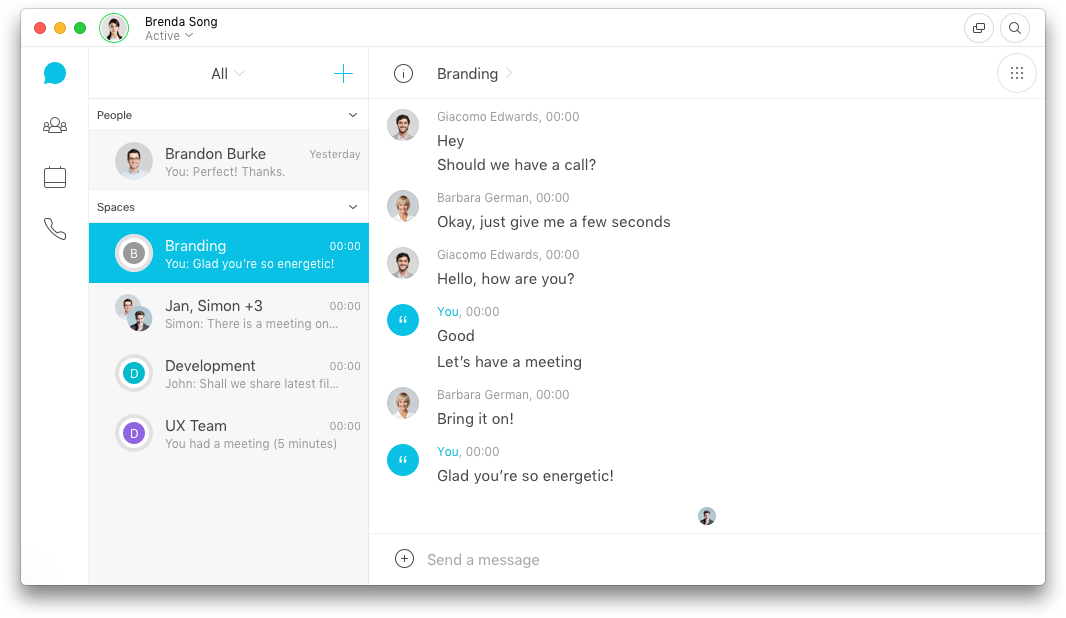 Brenda Song
Active
All
Branding
People
Brandon Burke
Yesterday
You: Perfect! Thanks.
Spaces
B
Branding
00:00
You: Glad you're so energetic!
Jan, Simon +3
00:00
Simon: There is a meeting on...
D
Development
00:00
John: Shall we share latest fil...
D
UX Team
00:00
You had a meeting (5 minutes)
Giacomo Edwards, 00:00
Hey
Should we have a call?
Barbara German, 00:00
Okay, just give me a few seconds
Giacomo Edwards, 00:00
Hello, how are you?
You, 00:00
Good
Let's have a meeting
Barbara German, 00:00
Bring it on!
You, 00:00
Glad you're so energetic!
Send a message